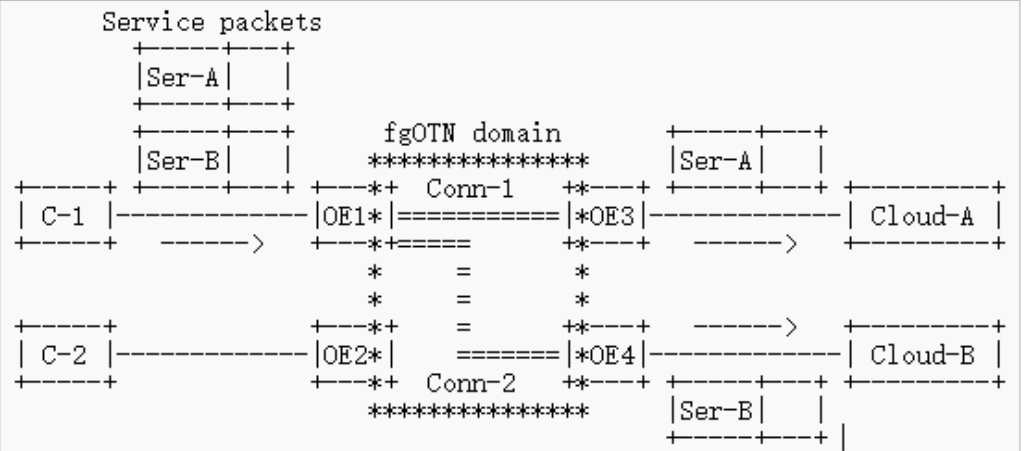 Service packets
Ser-A
fgOTN domain
Ser-B Ser-A
Conn-1
C-1 OE1 OE3 Cloud-A
C-2 OE2 OE4 Cloud-B
Conn-2
Ser-B